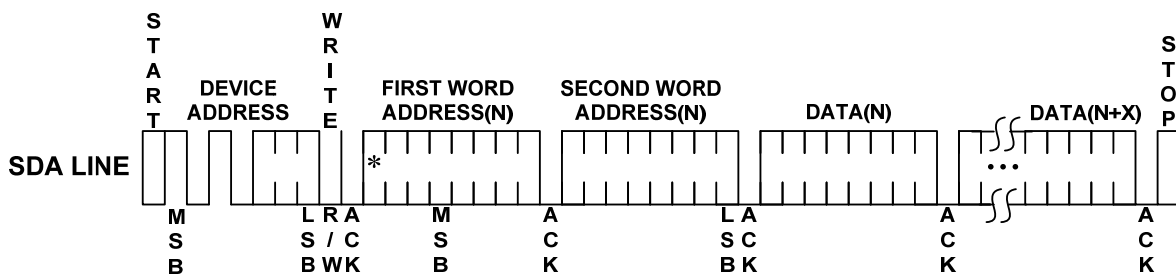 START
WRITE
STOP
DEVICE
ADDRESS
FIRST WORD
ADDRESS(N)
SECOND WORD
ADDRESS(N)
DATA(N)
DATA(N+X)
SDA LINE
*
...
MSB
LSB
R/W
ACK
MSB
ACK
LSB
ACK
ACK
ACK